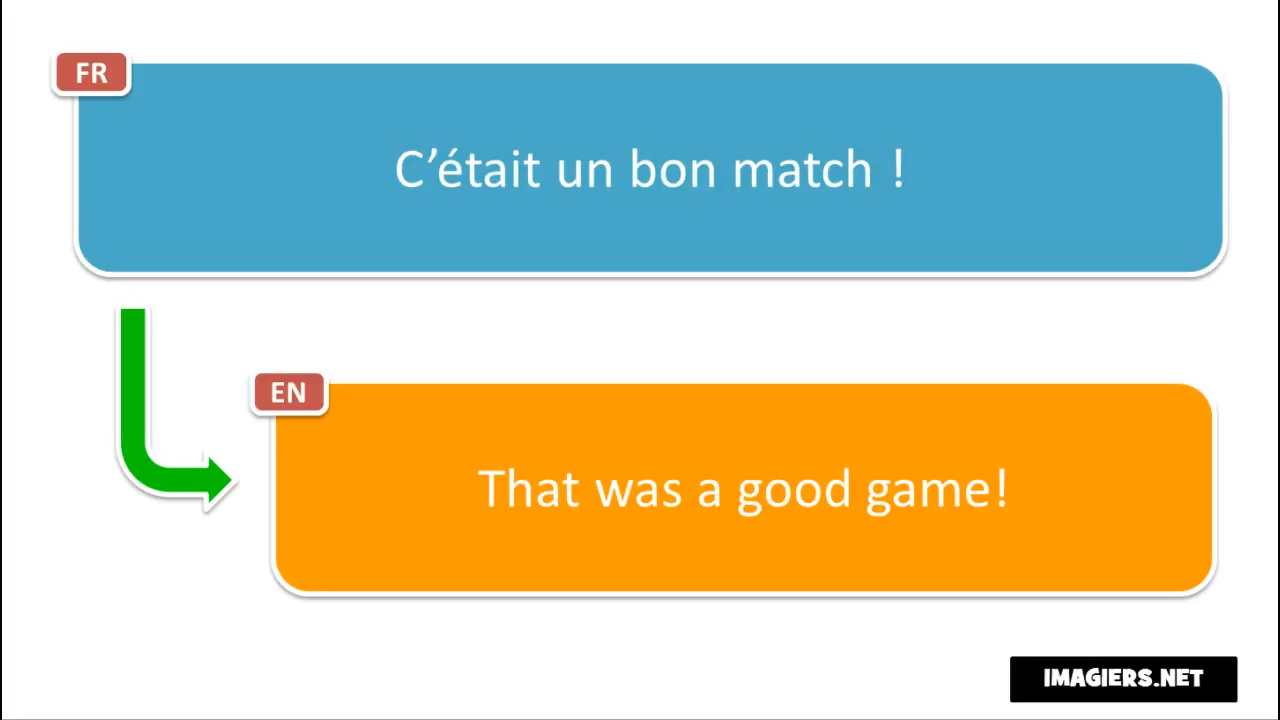 FR
C’était un bon match !
EN
That was a good game!
IMAGIERS.NET